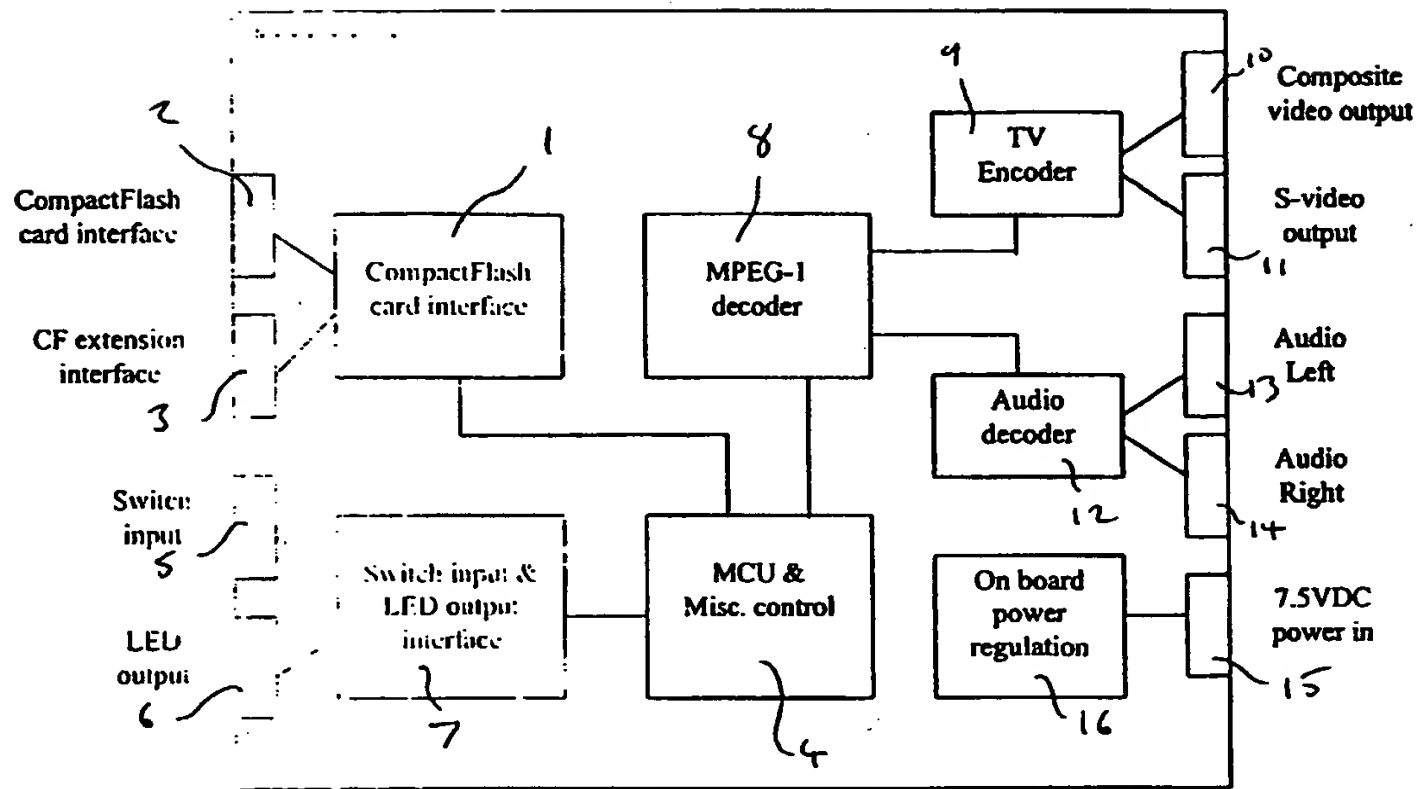 2
CompactFlash
card interface
CF extension
interface
3
Switch
input
5
LED
output
6
1
CompactFlash
card interface
Switch input &
LED output
interface
7
8
MPEG-1
decoder
MCU &
Misc. control
4
9
TV
Encoder
Audio
decoder
12
On board
power
regulation
16
10
Composite
video output
S-video
output
11
Audio
Left
13
Audio
Right
14
7.5VDC
power in
15